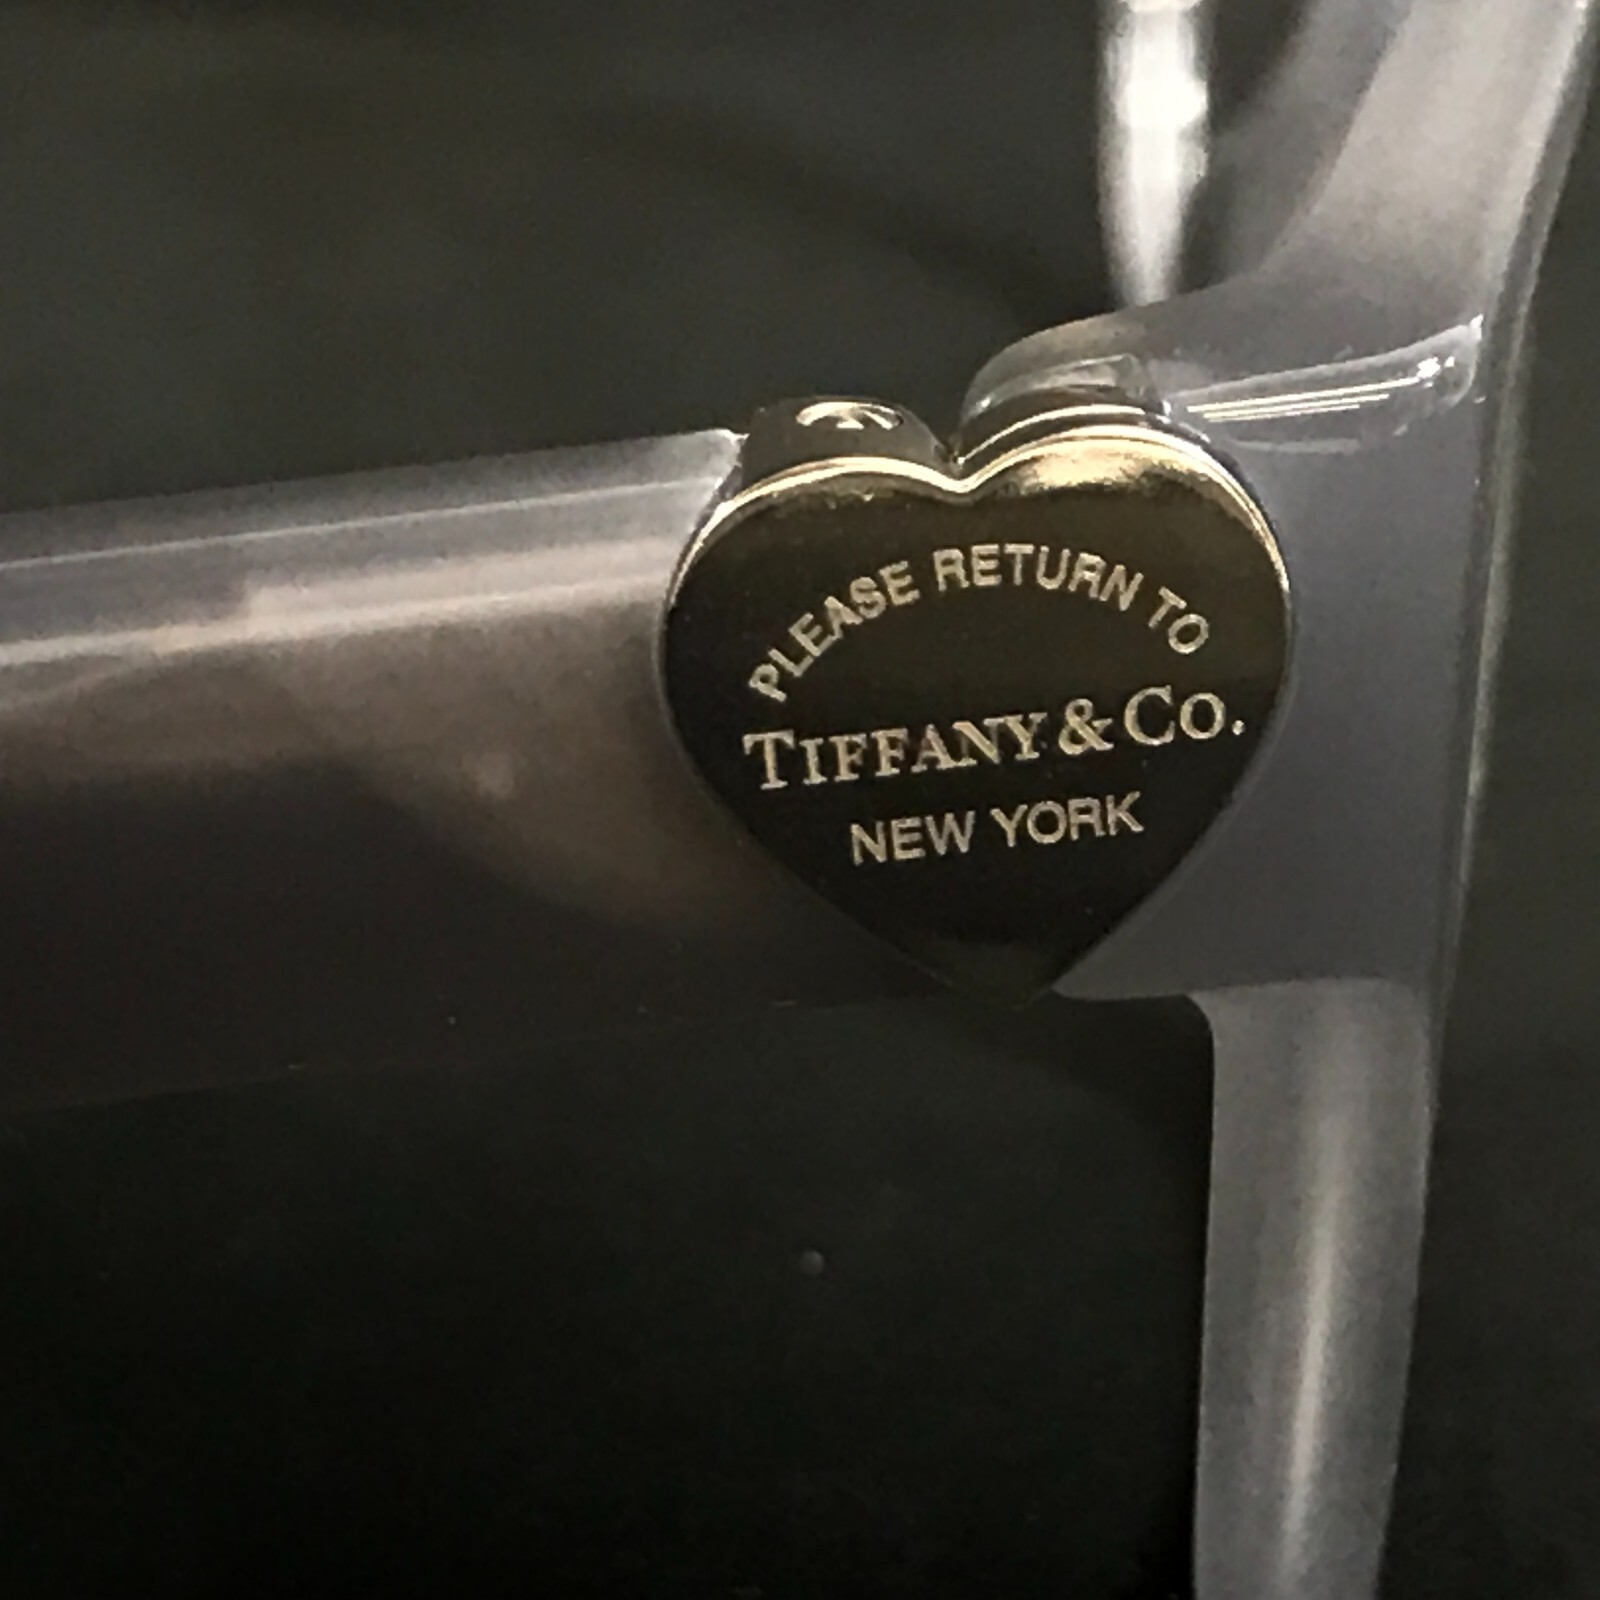 PLEASE RETURN TO
TIFFANY & CO.
NEW YORK